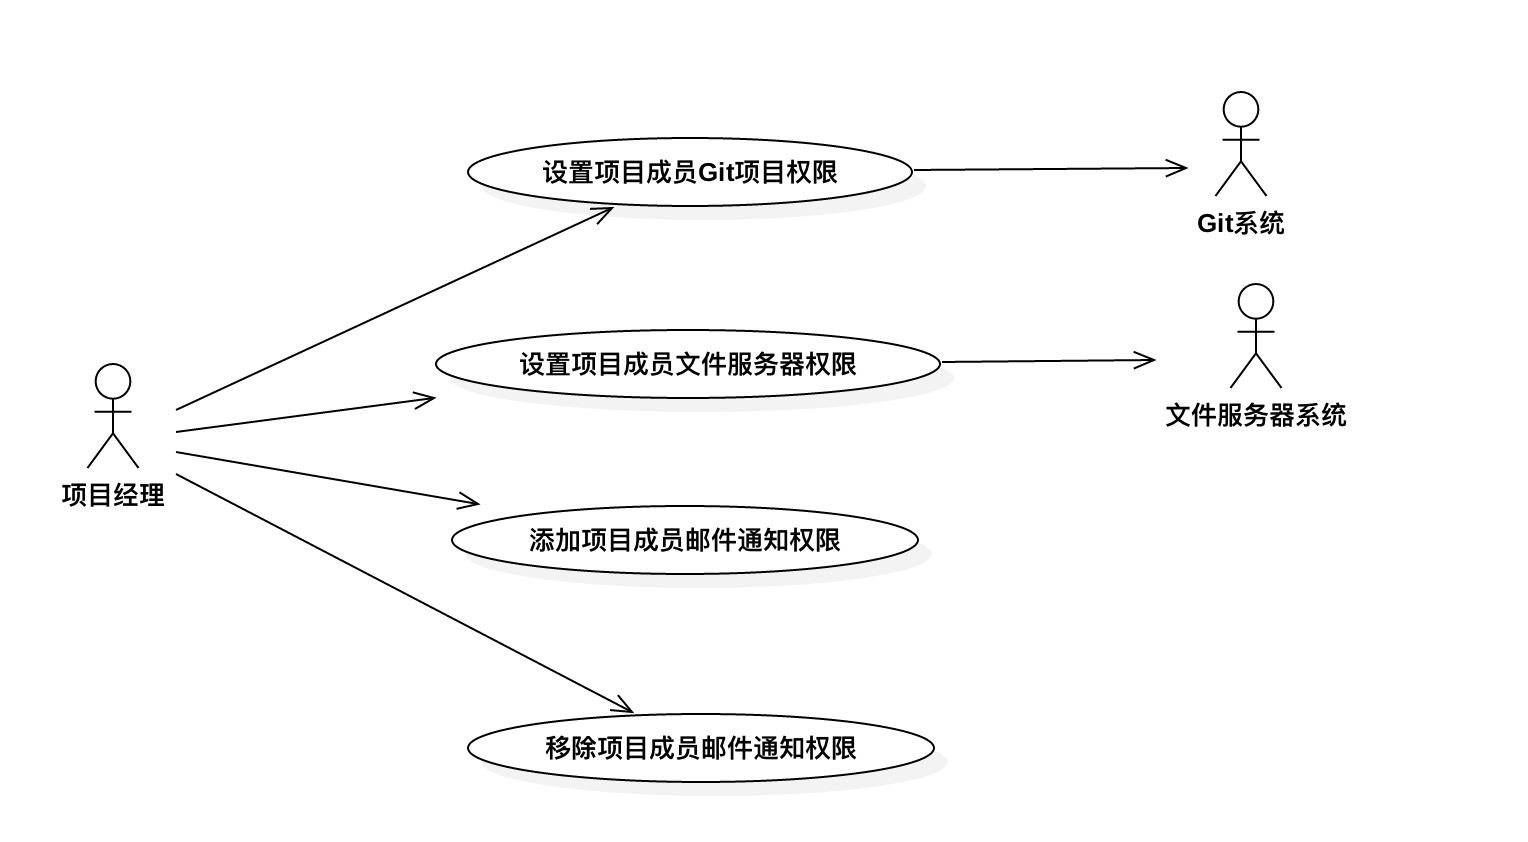 设置项目成员Git项目权限
Git系统
设置项目成员文件服务器权限
文件服务器系统
项目经理
添加项目成员邮件通知权限
移除项目成员邮件通知权限